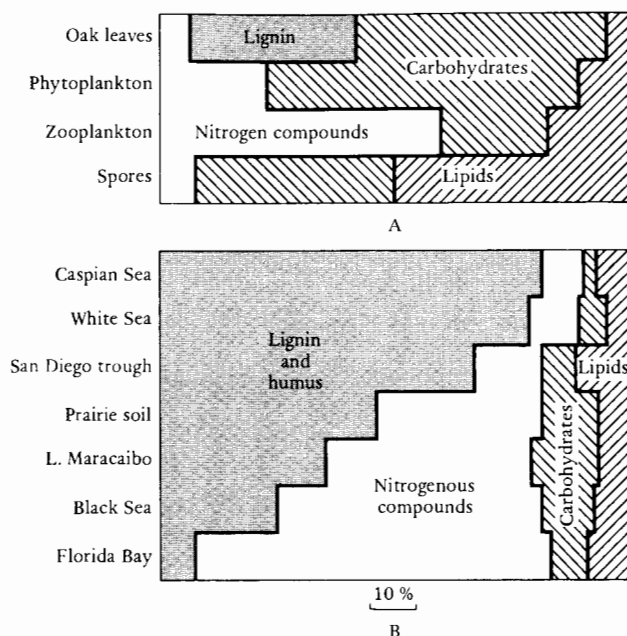 Oak leaves
Lignin
Carbohydrates
Phytoplankton
Zooplankton
Nitrogen compounds
Spores
Lipids
A
Caspian Sea
White Sea
Lignin
and
humus
San Diego trough
Lipids
Prairie soil
L. Maracaibo
Nitrogenous
compounds
Carbohydrates
Black Sea
Florida Bay
10 %
B